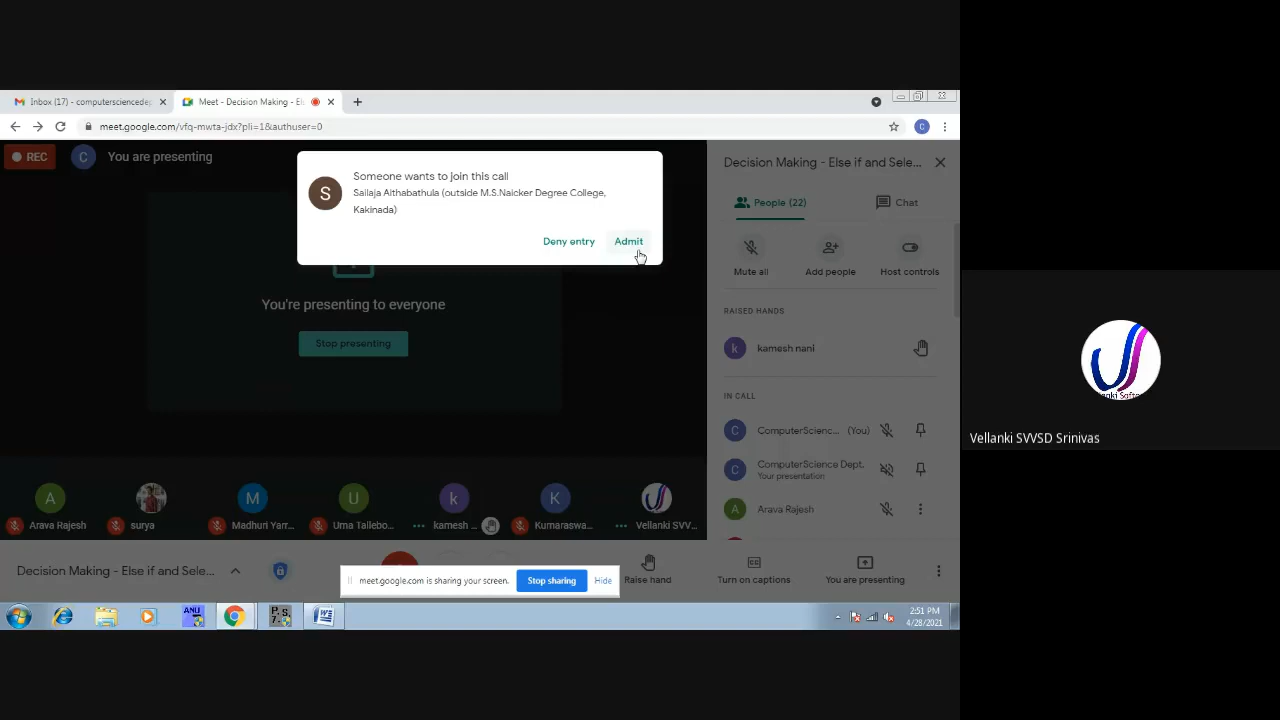 Inbox (17) - computersciencedep
Meet - Decision Making - El
meet.google.com/vfq-mwta-jdx?pli=1&authuser=0
C
REC
C
You are presenting
S
Someone wants to join this call
Sailaja Aithabathula (outside M.S.Naicker Degree College,
Kakinada)
Deny entry
Admit
You're presenting to everyone
Stop presenting
Decision Making - Else if and Sele...
People (22)
Chat
Mute all
Add people
Host controls
RAISED HANDS
k
kamesh nani
IN CALL
C
ComputerScienc... (You)
C
ComputerScience Dept.
Your presentation
A
Arava Rajesh
A
M
U
k
K
Arava Rajesh
surya
Madhuri Yarr...
Uma Tallebo...
kamesh ...
Kumaraswa...
Vellanki SVV...
Decision Making - Else if and Sele...
meet.google.com is sharing your screen.
Stop sharing
Hide
Raise hand
Turn on captions
You are presenting
ANU
P.S.
7.
2:51 PM
4/28/2021
Vellanki SVVSD Srinivas